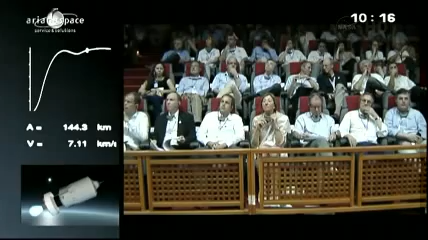 arianespace
service & solutions
10:16
A = 144.3 km
V = 7.11 km/s